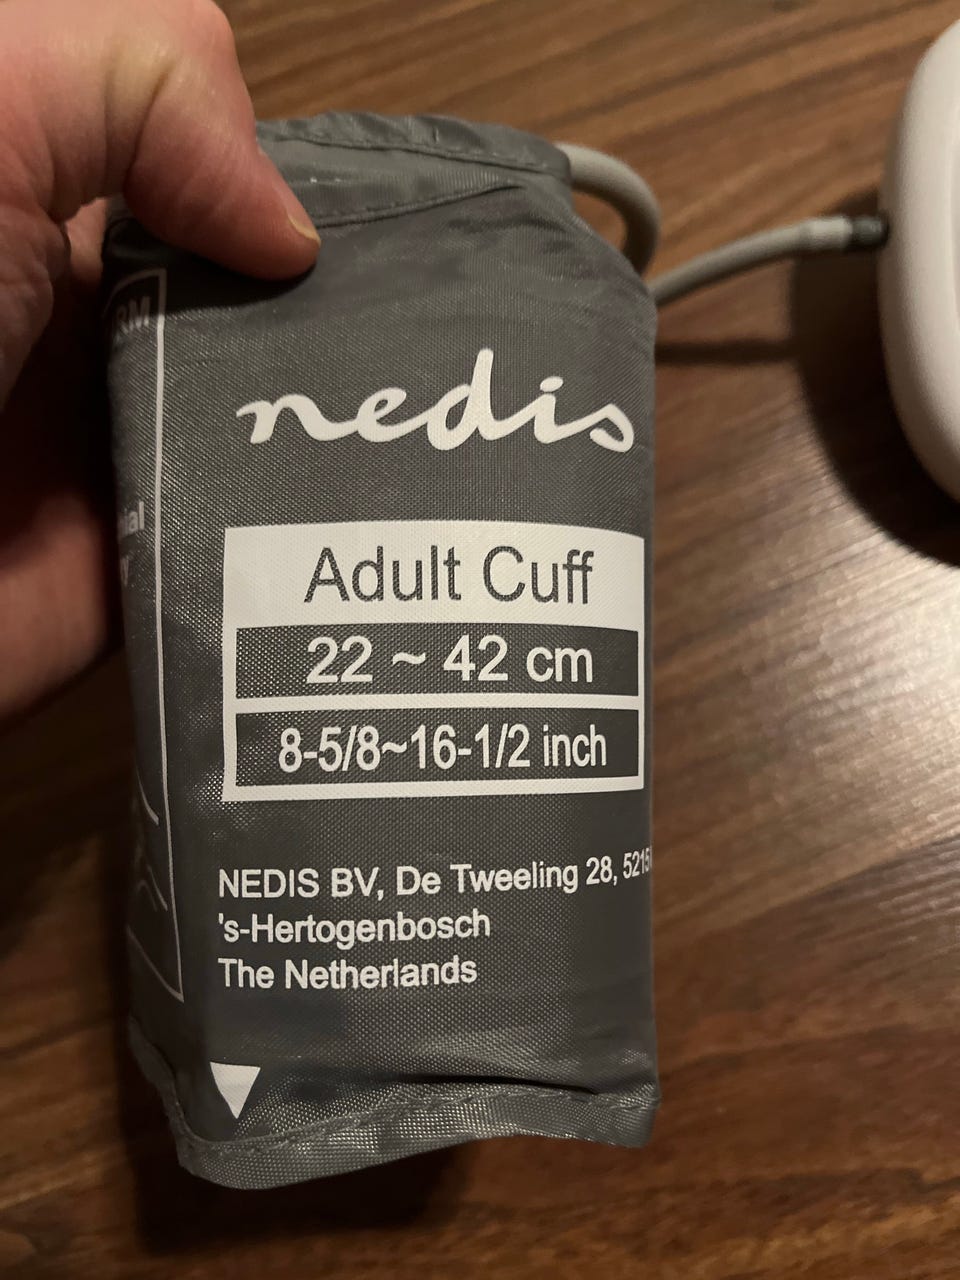 nedis
Adult Cuff
22 ~ 42 cm
8-5/8~16-1/2 inch
NEDIS BV, De Tweeling 28, 5215
's-Hertogenbosch
The Netherlands